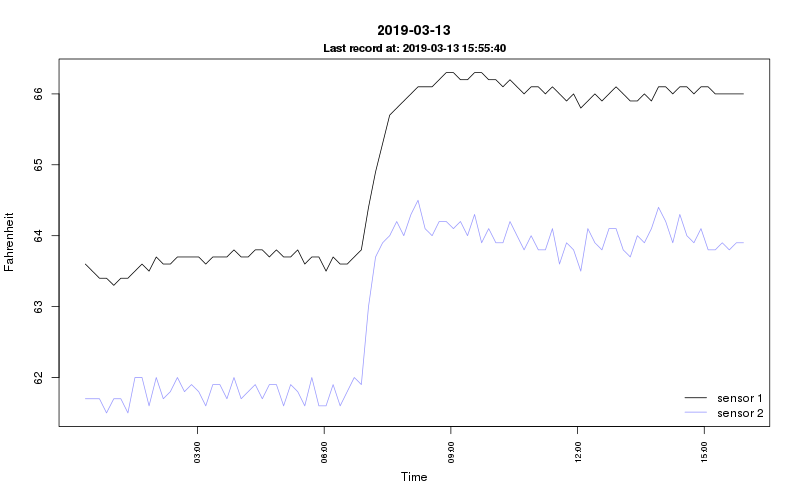 2019-03-13
Last record at: 2019-03-13 15:55:40
Fahrenheit
66
65
64
63
62
03:00
06:00
09:00
12:00
15:00
Time
sensor 1
sensor 2